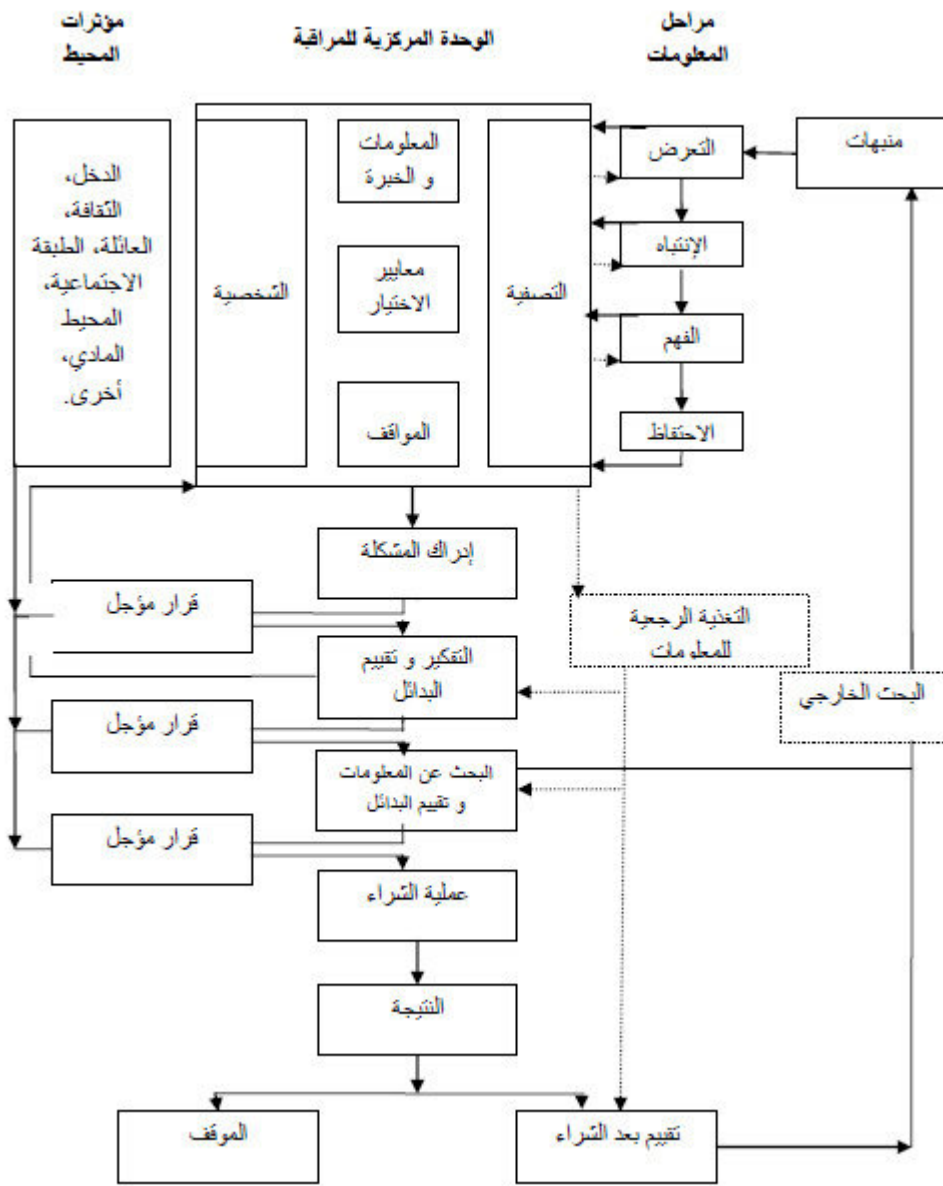 مراحل
المعلومات
الوحدة المركزية للمراقبة
مؤثرات
المحيط
منبهات
التعرض
الإنتباه
الفهم
الاحتفاظ
التصفية
المعلومات
و الخبرة
معايير
الاختيار
المواقف
الشخصية
الدخل،
الثقافة،
العائلة، الطبقة
الاجتماعية،
المحيط
المادي،
أخرى.
إدراك المشكلة
قرار مؤجل
التغذية الرجعية
للمعلومات
التفكير و تقييم
البدائل
البحث الخارجي
قرار مؤجل
البحث عن المعلومات
و تقييم البدائل
قرار مؤجل
عملية الشراء
النتيجة
تقييم بعد الشراء
الموقف